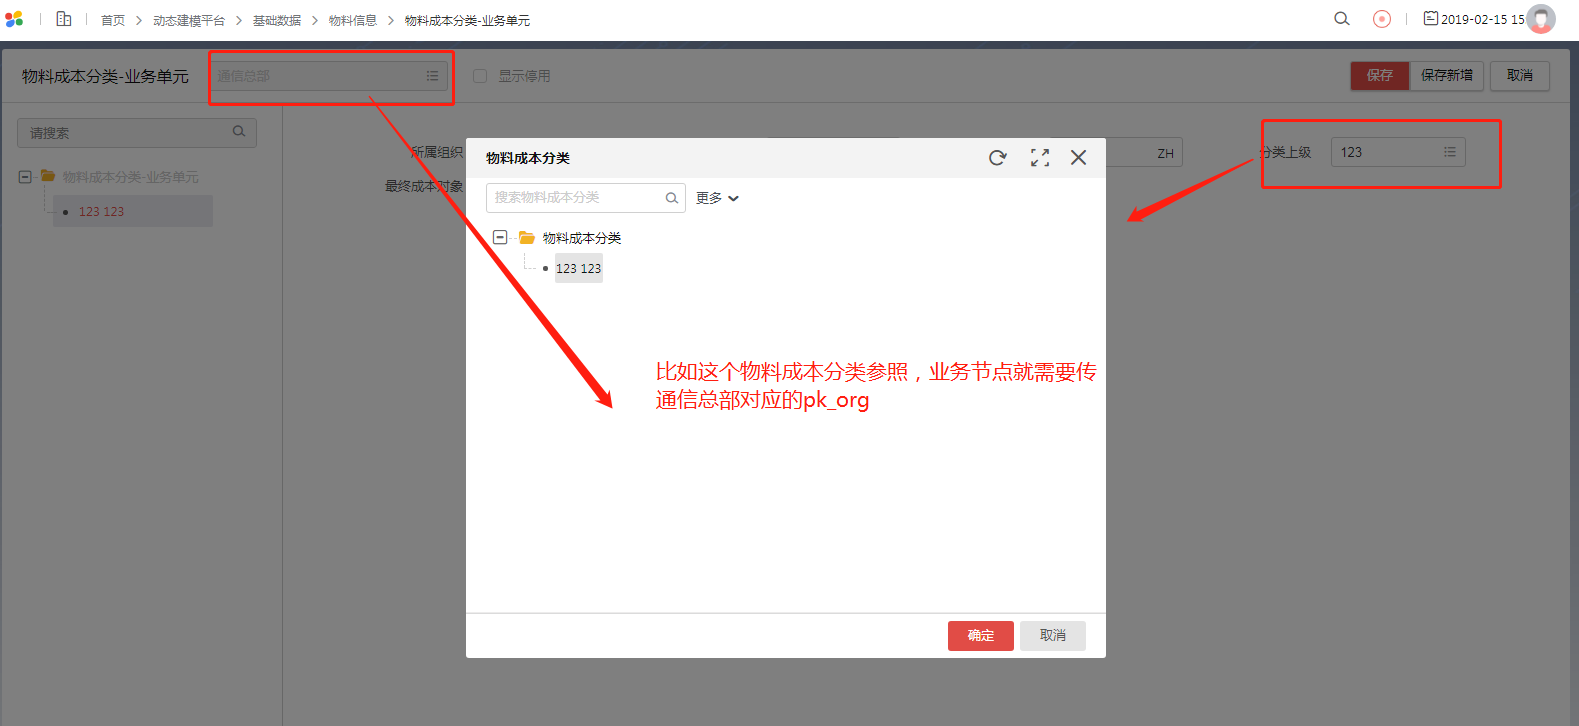 首页 > 动态建模平台 > 基础数据 > 物料信息 > 物料成本分类-业务单元
2019-02-15 15
物料成本分类-业务单元
通信总部
显示停用
保存
保存新增
取消
请搜索
物料成本分类-业务单元
123 123
所属组织
最终成本对象
ZH
分类上级
123
物料成本分类
搜索物料成本分类
更多
物料成本分类
123 123
比如这个物料成本分类参照，业务节点就需要传
通信总部对应的pk_org
确定
取消